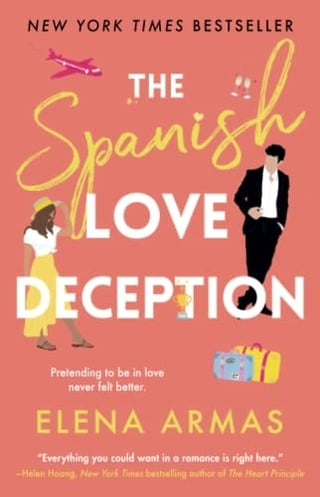 NEW YORK TIMES BESTSELLER
THE
Spanish
LOVE
DECEPTION
Pretending to be in love
never felt better.
ELENA ARMAS
"Everything you could want in a romance is right here."
—Helen Hoang, New York Times bestselling author of The Heart Principle